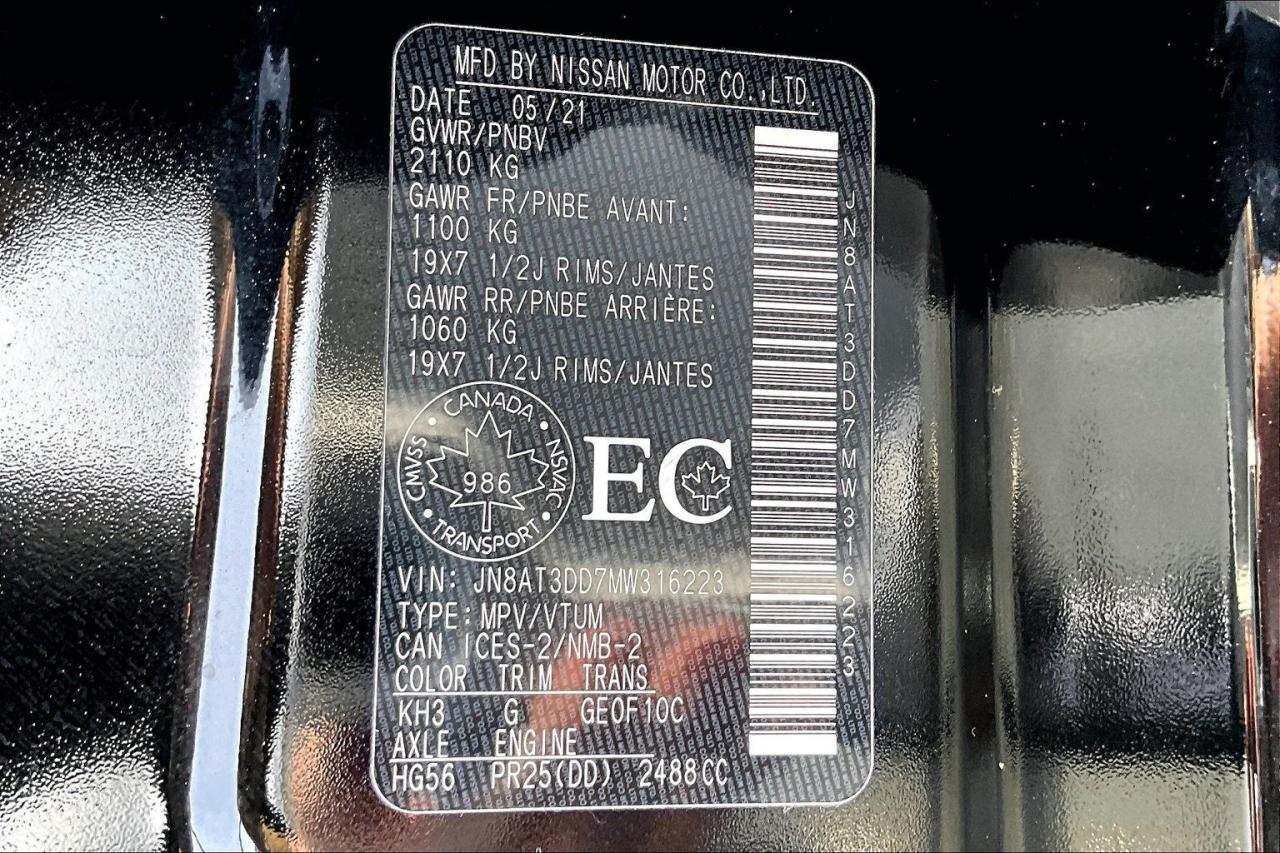 MFD BY NISSAN MOTOR CO.,LTD.
DATE 05/21
GVWR/PNBV
2110 KG
GAWR FR/PNBE AVANT:
1100 KG
19X7 1/2J RIMS/JANTES
GAWR RR/PNBE ARRIÈRE:
1060 KG
19X7 1/2J RIMS/JANTES
CANADA
CMVSS
986
NSVAC
TRANSPORT
EC
VIN: JN8AT3DD7MW316223
TYPE: MPV/VTUM
CAN ICES-2/NMB-2
COLOR TRIM TRANS
KH3 G GE0F10C
AXLE ENGINE
HG56 PR25(DD) 2488CC
JN8AT3DD7MW316223